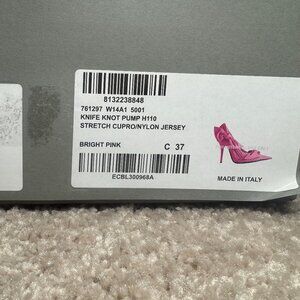 8132238848
761297 W14A1 5001
KNIFE KNOT PUMP H110
STRETCH CUPRO/NYLON JERSEY
BRIGHT PINK C 37
ECBL300968A
MADE IN ITALY